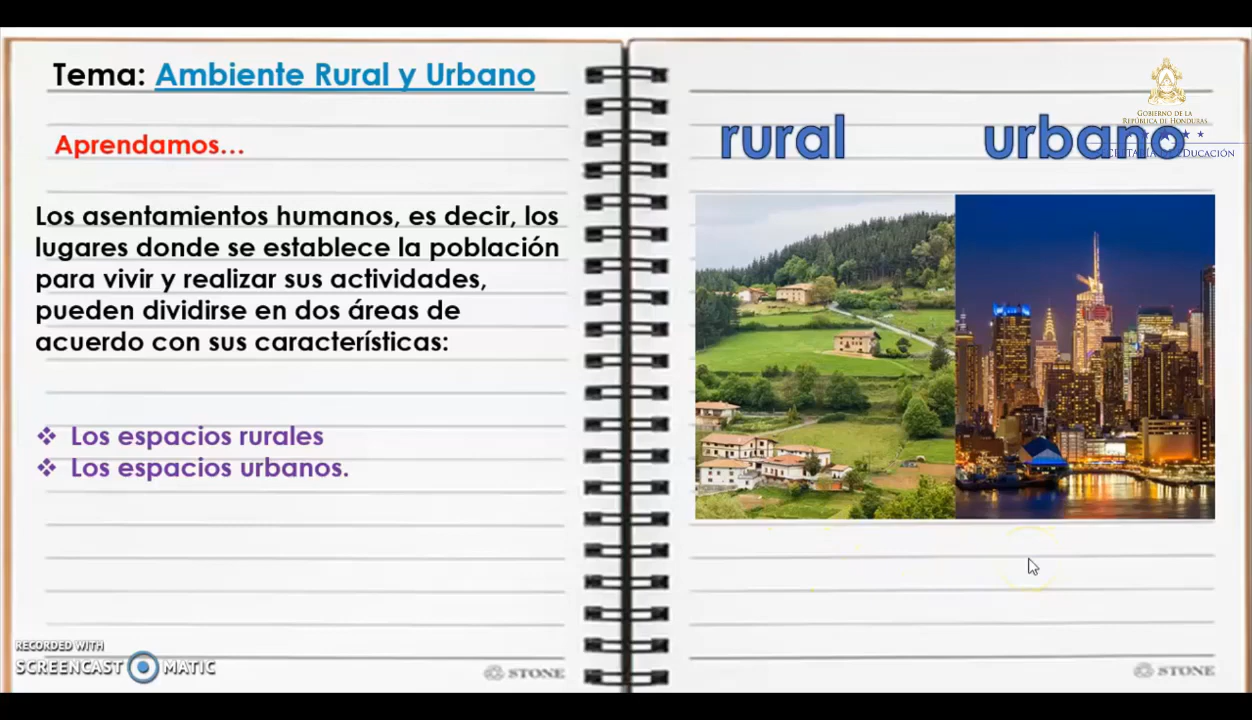 Tema: Ambiente Rural y Urbano
Aprendamos...
Los asentamientos humanos, es decir, los
lugares donde se establece la población
para vivir y realizar sus actividades,
pueden dividirse en dos áreas de
acuerdo con sus características:
❖ Los espacios rurales
❖ Los espacios urbanos.
RECORDED WITH
SCREENCAST MATIC
STONE
rural
urbano
GOBIERNO DE LA
REPÚBLICA DE HONDURAS
DE EDUCACIÓN
STONE